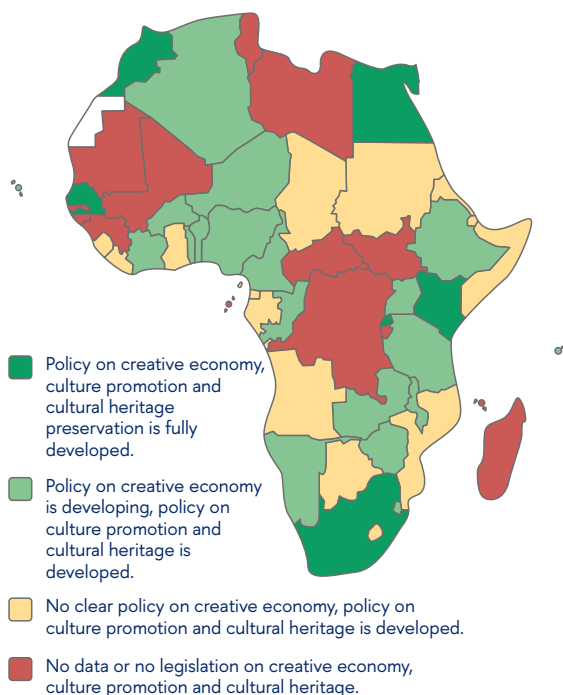 Policy on creative economy,
culture promotion and
cultural heritage
preservation is fully
developed.
Policy on creative economy
is developing, policy on
culture promotion and
cultural heritage is
developed.
No clear policy on creative economy, policy on
culture promotion and cultural heritage is developed.
No data or no legislation on creative economy,
culture promotion and cultural heritage.